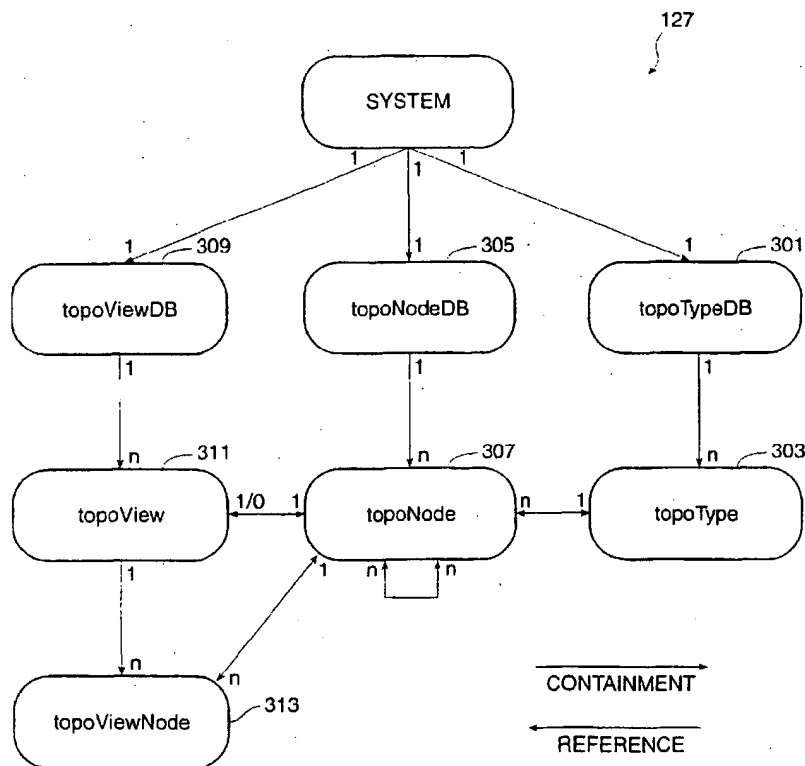 127
SYSTEM
1 1 1
1 309 1 305 1 301
topoViewDB topoNodeDB topoTypeDB
1 1 1
n 311 n 307 n 303
topoView 1/0 1 topoNode n 1 topoType
1 1 n n
n n
topoViewNode 313
CONTAINMENT
REFERENCE